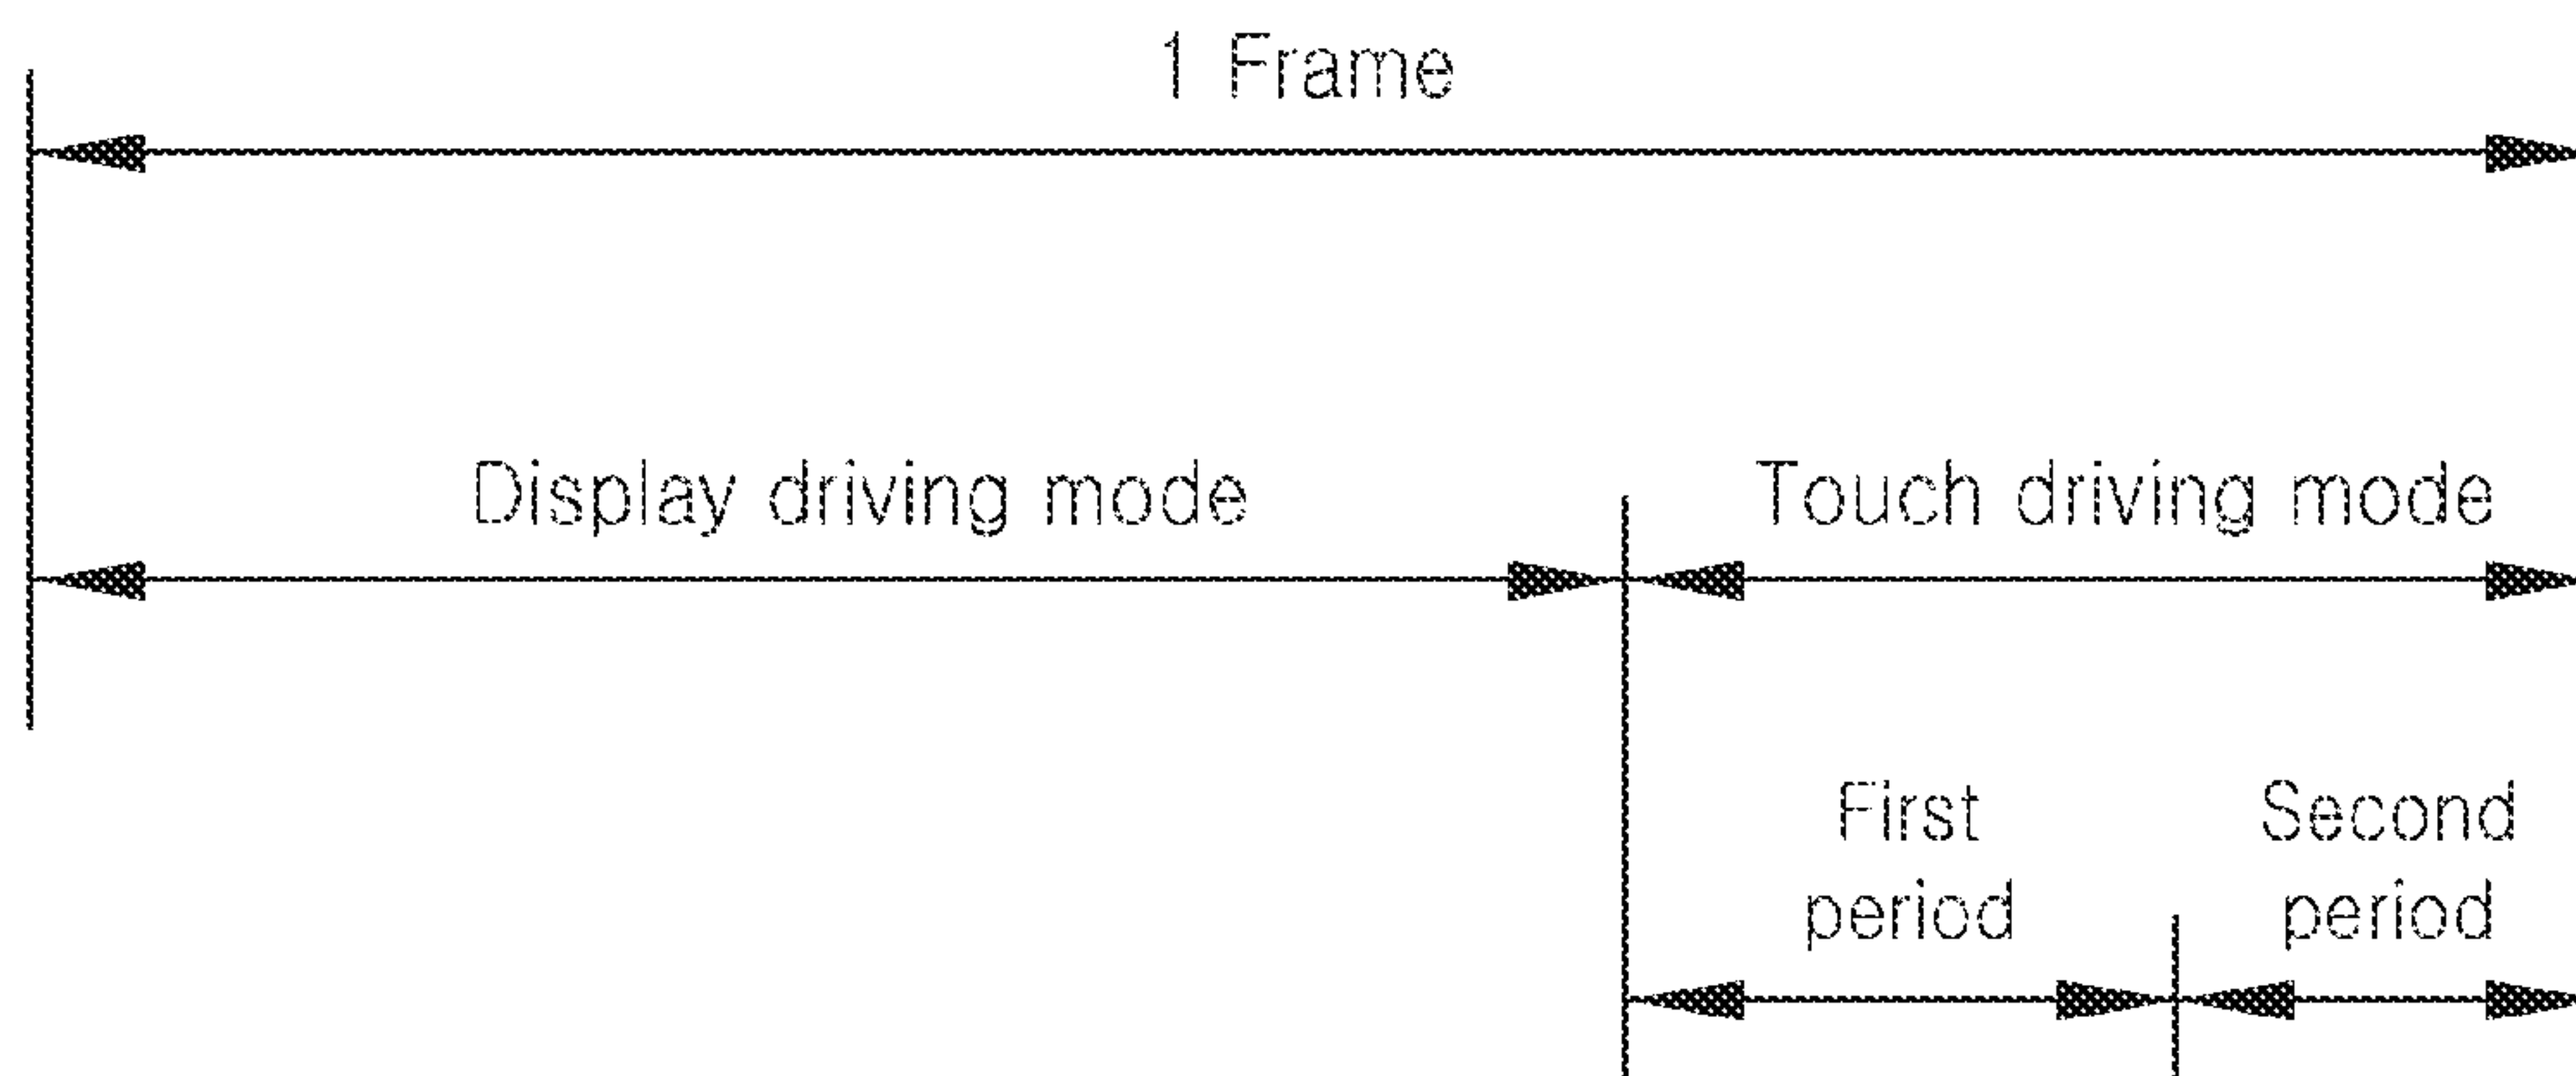 1 Frame
Display driving mode
Touch driving mode
First
period
Second
period